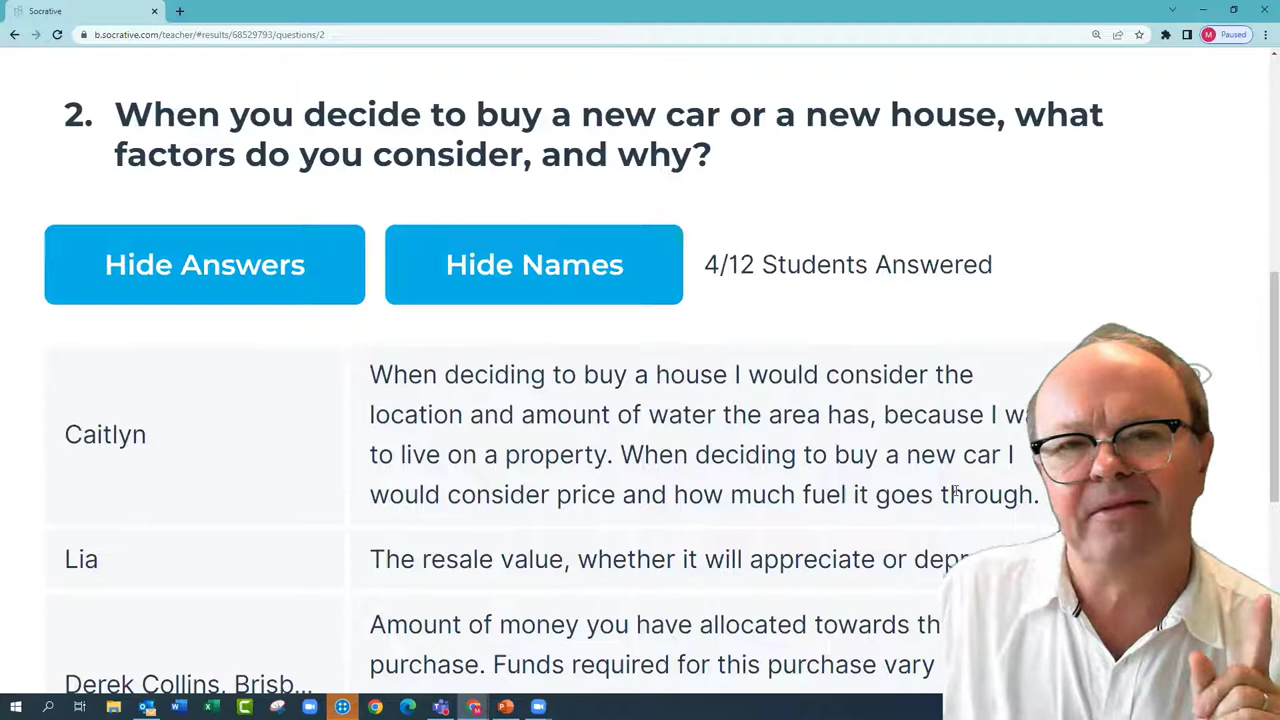 Socrative
b.socrative.com/teacher/#results/68529793/questions/2
M Paused
2. When you decide to buy a new car or a new house, what
factors do you consider, and why?
Hide Answers
Hide Names
4/12 Students Answered
Caitlyn
When deciding to buy a house I would consider the
location and amount of water the area has, because I
to live on a property. When deciding to buy a new car I
would consider price and how much fuel it goes through.
Lia
The resale value, whether it will appreciate or
Derek Collins, Brisb...
Amount of money you have allocated towards
purchase. Funds required for this purchase vary